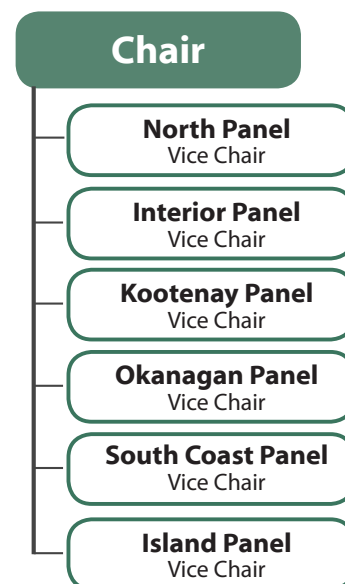 Chair
North Panel
Vice Chair
Interior Panel
Vice Chair
Kootenay Panel
Vice Chair
Okanagan Panel
Vice Chair
South Coast Panel
Vice Chair
Island Panel
Vice Chair